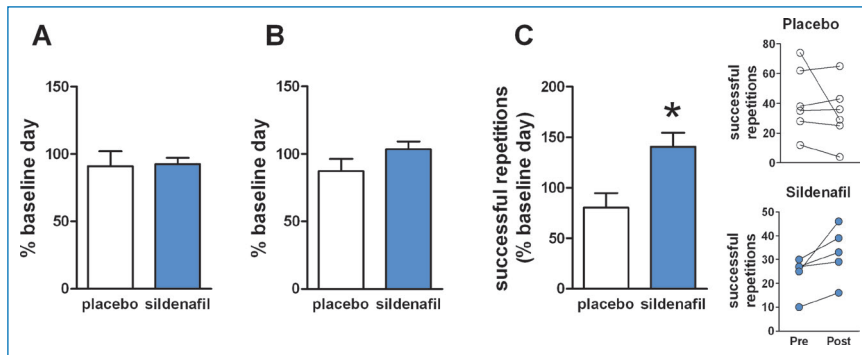 A
% baseline day
150
100
50
0
placebo sildenafil
B
% baseline day
150
100
50
0
placebo sildenafil
C
successful repetitions
(% baseline day)
200
150
100
50
0
*
placebo sildenafil
Placebo
successful
repetitions
80
60
40
20
0
Sildenafil
successful
repetitions
50
40
30
20
10
0
Pre Post